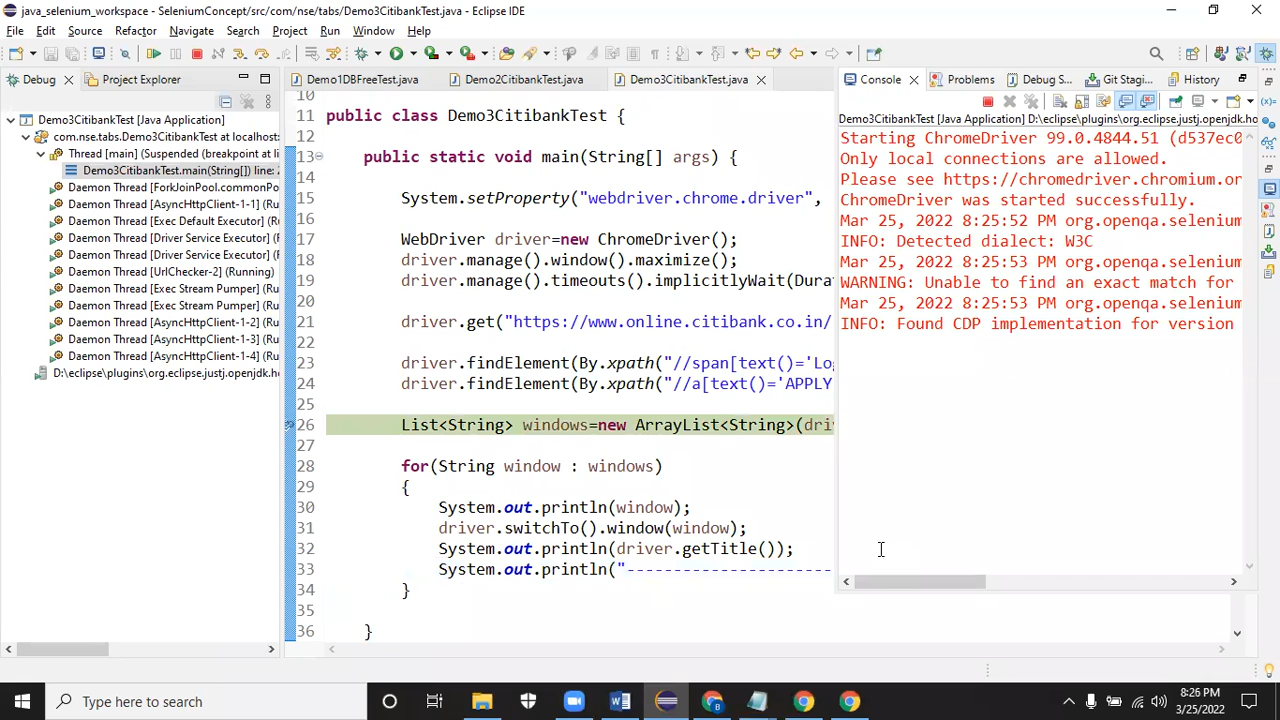 java_selenium_workspace - SeleniumConcept/src/com/nse/tabs/Demo3CitibankTest.java - Eclipse IDE
File Edit Source Refactor Navigate Search Project Run Window Help
Debug Project Explorer
Demo3CitibankTest [Java Application]
com.nse.tabs.Demo3CitibankTest at localhost:
Thread [main] (Suspended (breakpoint at li
Demo3CitibankTest.main(String[]) line: 2
Daemon Thread [ForkJoinPool.commonPo
Daemon Thread [AsyncHttpClient-1-1] (Ru
Daemon Thread [Exec Default Executor] (R
Daemon Thread [Driver Service Executor] (
Daemon Thread [Driver Service Executor] (
Daemon Thread [UrlChecker-2] (Running)
Daemon Thread [Exec Stream Pumper] (Ru
Daemon Thread [Exec Stream Pumper] (Ru
Daemon Thread [AsyncHttpClient-1-2] (Ru
Daemon Thread [AsyncHttpClient-1-3] (Ru
Daemon Thread [AsyncHttpClient-1-4] (Ru
D:\eclipse\plugins\org.eclipse.justj.openjdk.
Demo1DBFreeTest.java Demo2CitibankTest.java Demo3CitibankTest.java
10
11 public class Demo3CitibankTest {
12
13 public static void main(String[] args) {
14
15 System.setProperty("webdriver.chrome.driver",
16
17 WebDriver driver=new ChromeDriver();
18 driver.manage().window().maximize();
19 driver.manage().timeouts().implicitlyWait(Dura
20
21 driver.get("https://www.online.citibank.co.in/
22
23 driver.findElement(By.xpath("//span[text()='Lo
24 driver.findElement(By.xpath("//a[text()='APPLY
25
26 List<String> windows=new ArrayList<String>(dri
27
28 for(String window : windows)
29 {
30 System.out.println(window);
31 driver.switchTo().window(window);
32 System.out.println(driver.getTitle());
33 System.out.println("----------------------
34 }
35
36 }
Console Problems Debug S... Git Stagi... History
Demo3CitibankTest [Java Application] D:\eclipse\plugins\org.eclipse.justj.openjdk.ho
Starting ChromeDriver 99.0.4844.51 (d537ec0
Only local connections are allowed.
Please see https://chromedriver.chromium.or
ChromeDriver was started successfully.
Mar 25, 2022 8:25:52 PM org.openqa.selenium
INFO: Detected dialect: W3C
Mar 25, 2022 8:25:53 PM org.openqa.selenium
WARNING: Unable to find an exact match for
Mar 25, 2022 8:25:53 PM org.openqa.selenium
INFO: Found CDP implementation for version
Type here to search
8:26 PM
3/25/2022